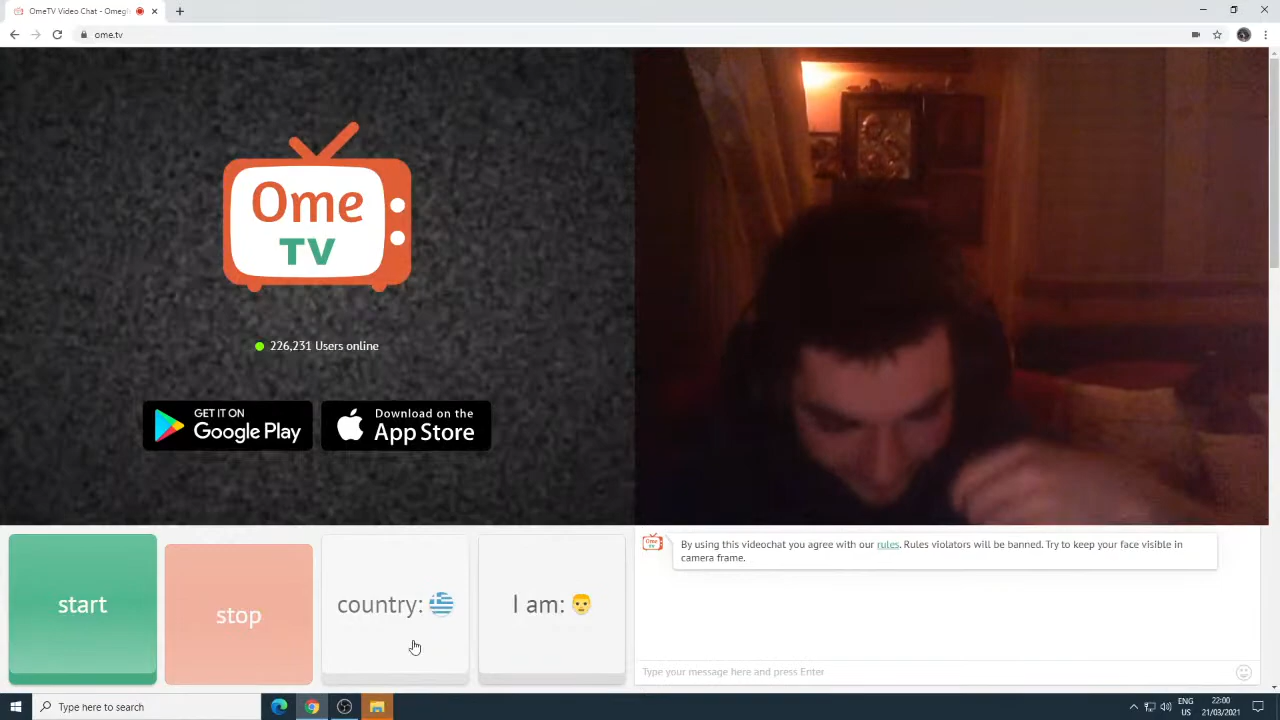 OmeTV Video Chat - Omegl
ome.tv
Ome
TV
226,231 Users online
GET IT ON
Google Play
Download on the
App Store
start
stop
country:
I am:
Ome
TV
By using this videochat you agree with our rules. Rules violators will be banned. Try to keep your face visible in
camera frame.
Type your message here and press Enter
Type here to search
ENG
US
22:00
21/03/2021